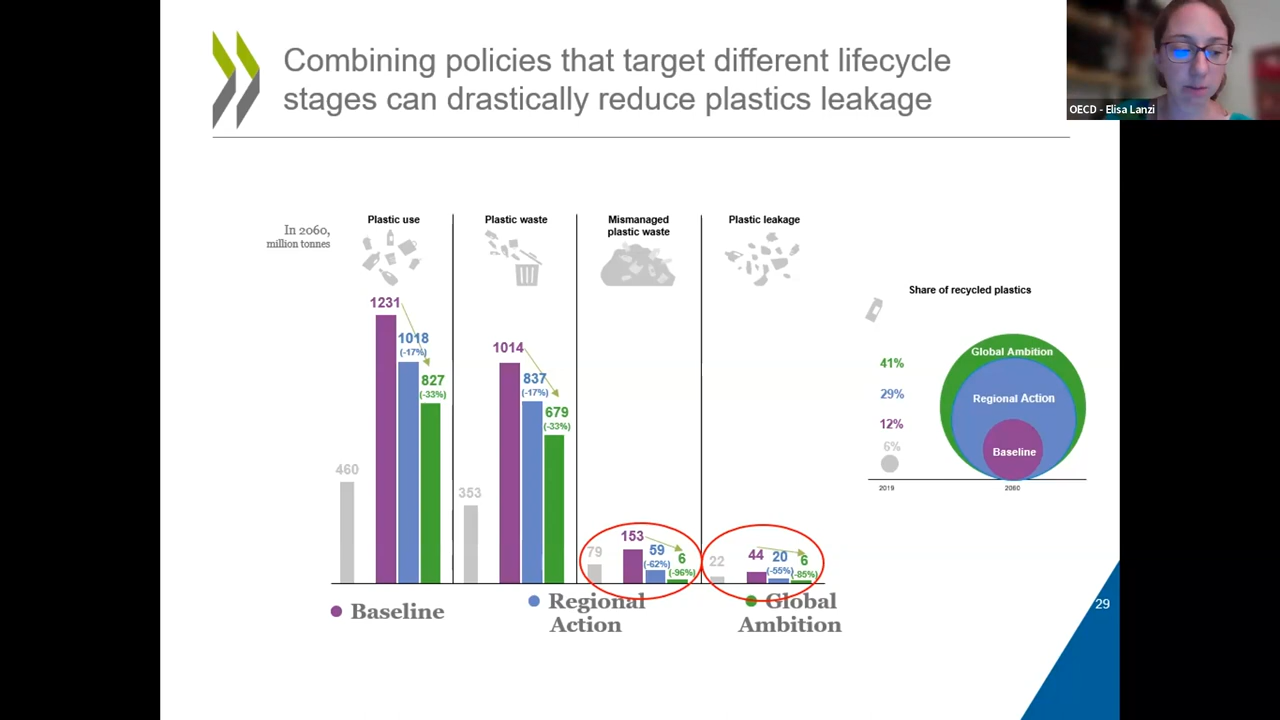 Combining policies that target different lifecycle
stages can drastically reduce plastics leakage
OECD - Elisa Lanzi
In 2060,
million tonnes
Plastic use
460
1231
1018
(-17%)
827
(-33%)
Plastic waste
353
1014
837
(-17%)
679
(-33%)
Mismanaged
plastic waste
79
153
59
(-62%)
6
(-96%)
Plastic leakage
22
44
20
(-55%)
6
(-85%)
Baseline
Regional
Action
Global
Ambition
Share of recycled plastics
41%
29%
12%
6%
Global Ambition
Regional Action
Baseline
2019
2060
29